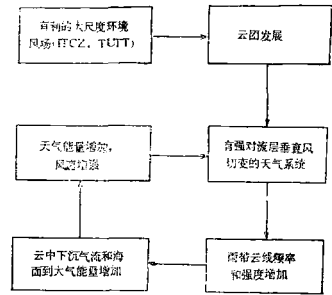 有利的大尺度环境
风场(ITCZ，TUTT)
云团发展
天气能量增加，
风速增强
有强对流层垂直风
切变的天气系统
云中下沉气流和海
面到大气能量增加
雨带云线频率
和强度增加